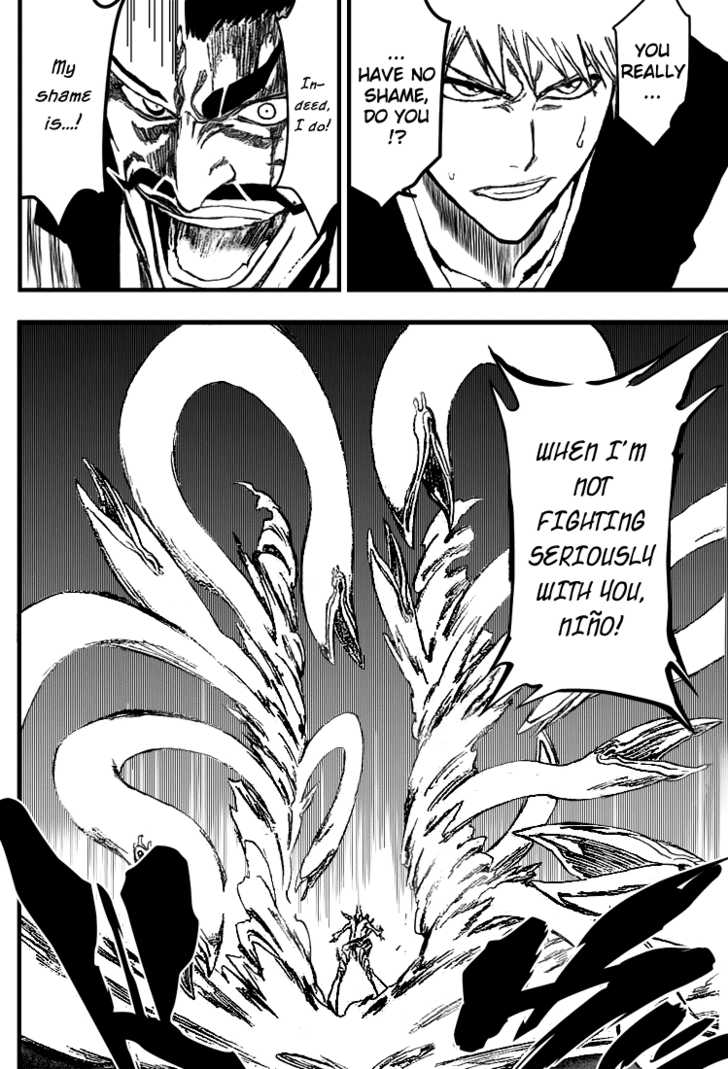 YOU
REALLY
...
...
HAVE NO
SHAME,
DO YOU
!?
In-
deed,
I do!
My
shame
is...!
WHEN I'M
NOT
FIGHTING
SERIOUSLY
WITH YOU,
NIÑO!